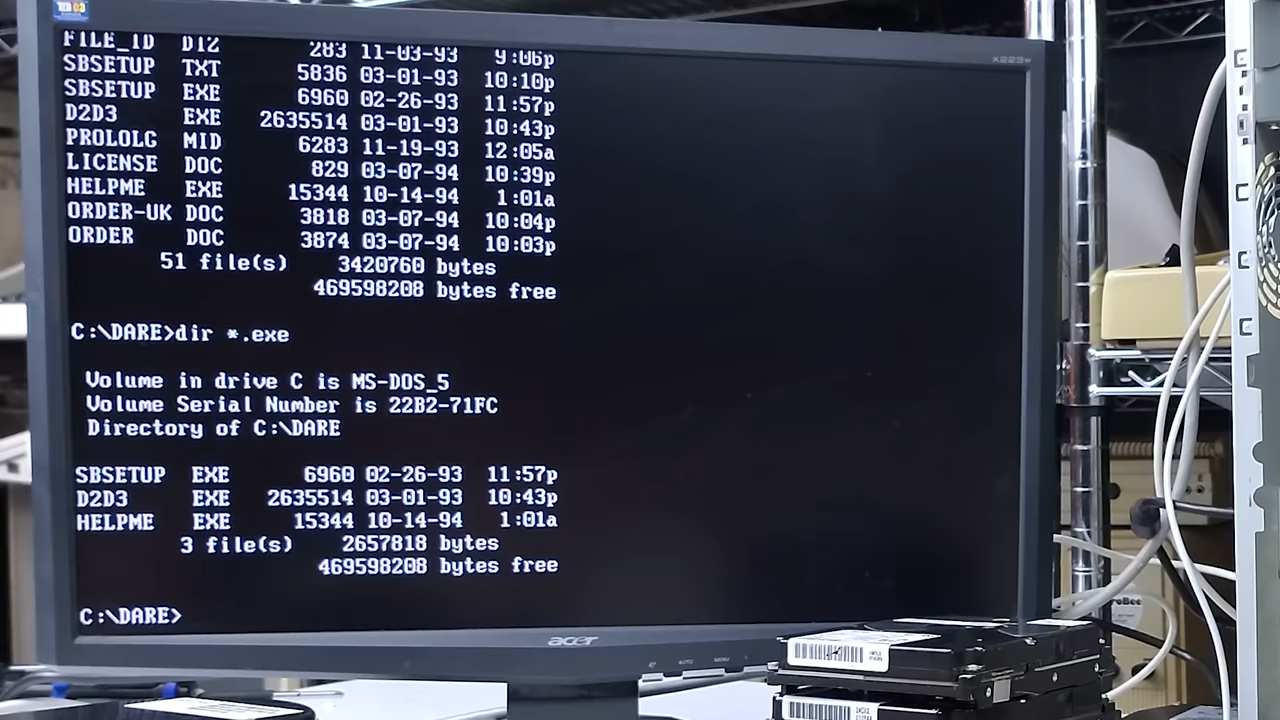 FILE_ID DIZ 283 11-03-93 9:06p
SBSETUP TXT 5836 03-01-93 10:10p
SBSETUP EXE 6960 02-26-93 11:57p
D2D3 EXE 2635514 03-01-93 10:43p
PROLOLG MID 6283 11-19-93 12:05a
LICENSE DOC 829 03-07-94 10:39p
HELPME EXE 15344 10-14-94 1:01a
ORDER-UK DOC 3818 03-07-94 10:04p
ORDER DOC 3874 03-07-94 10:03p
51 file(s) 3420760 bytes
469598208 bytes free
C:\DARE>dir *.exe
Volume in drive C is MS-DOS_5
Volume Serial Number is 22B2-71FC
Directory of C:\DARE
SBSETUP EXE 6960 02-26-93 11:57p
D2D3 EXE 2635514 03-01-93 10:43p
HELPME EXE 15344 10-14-94 1:01a
3 file(s) 2657818 bytes
469598208 bytes free
C:\DARE>
acer
X223w